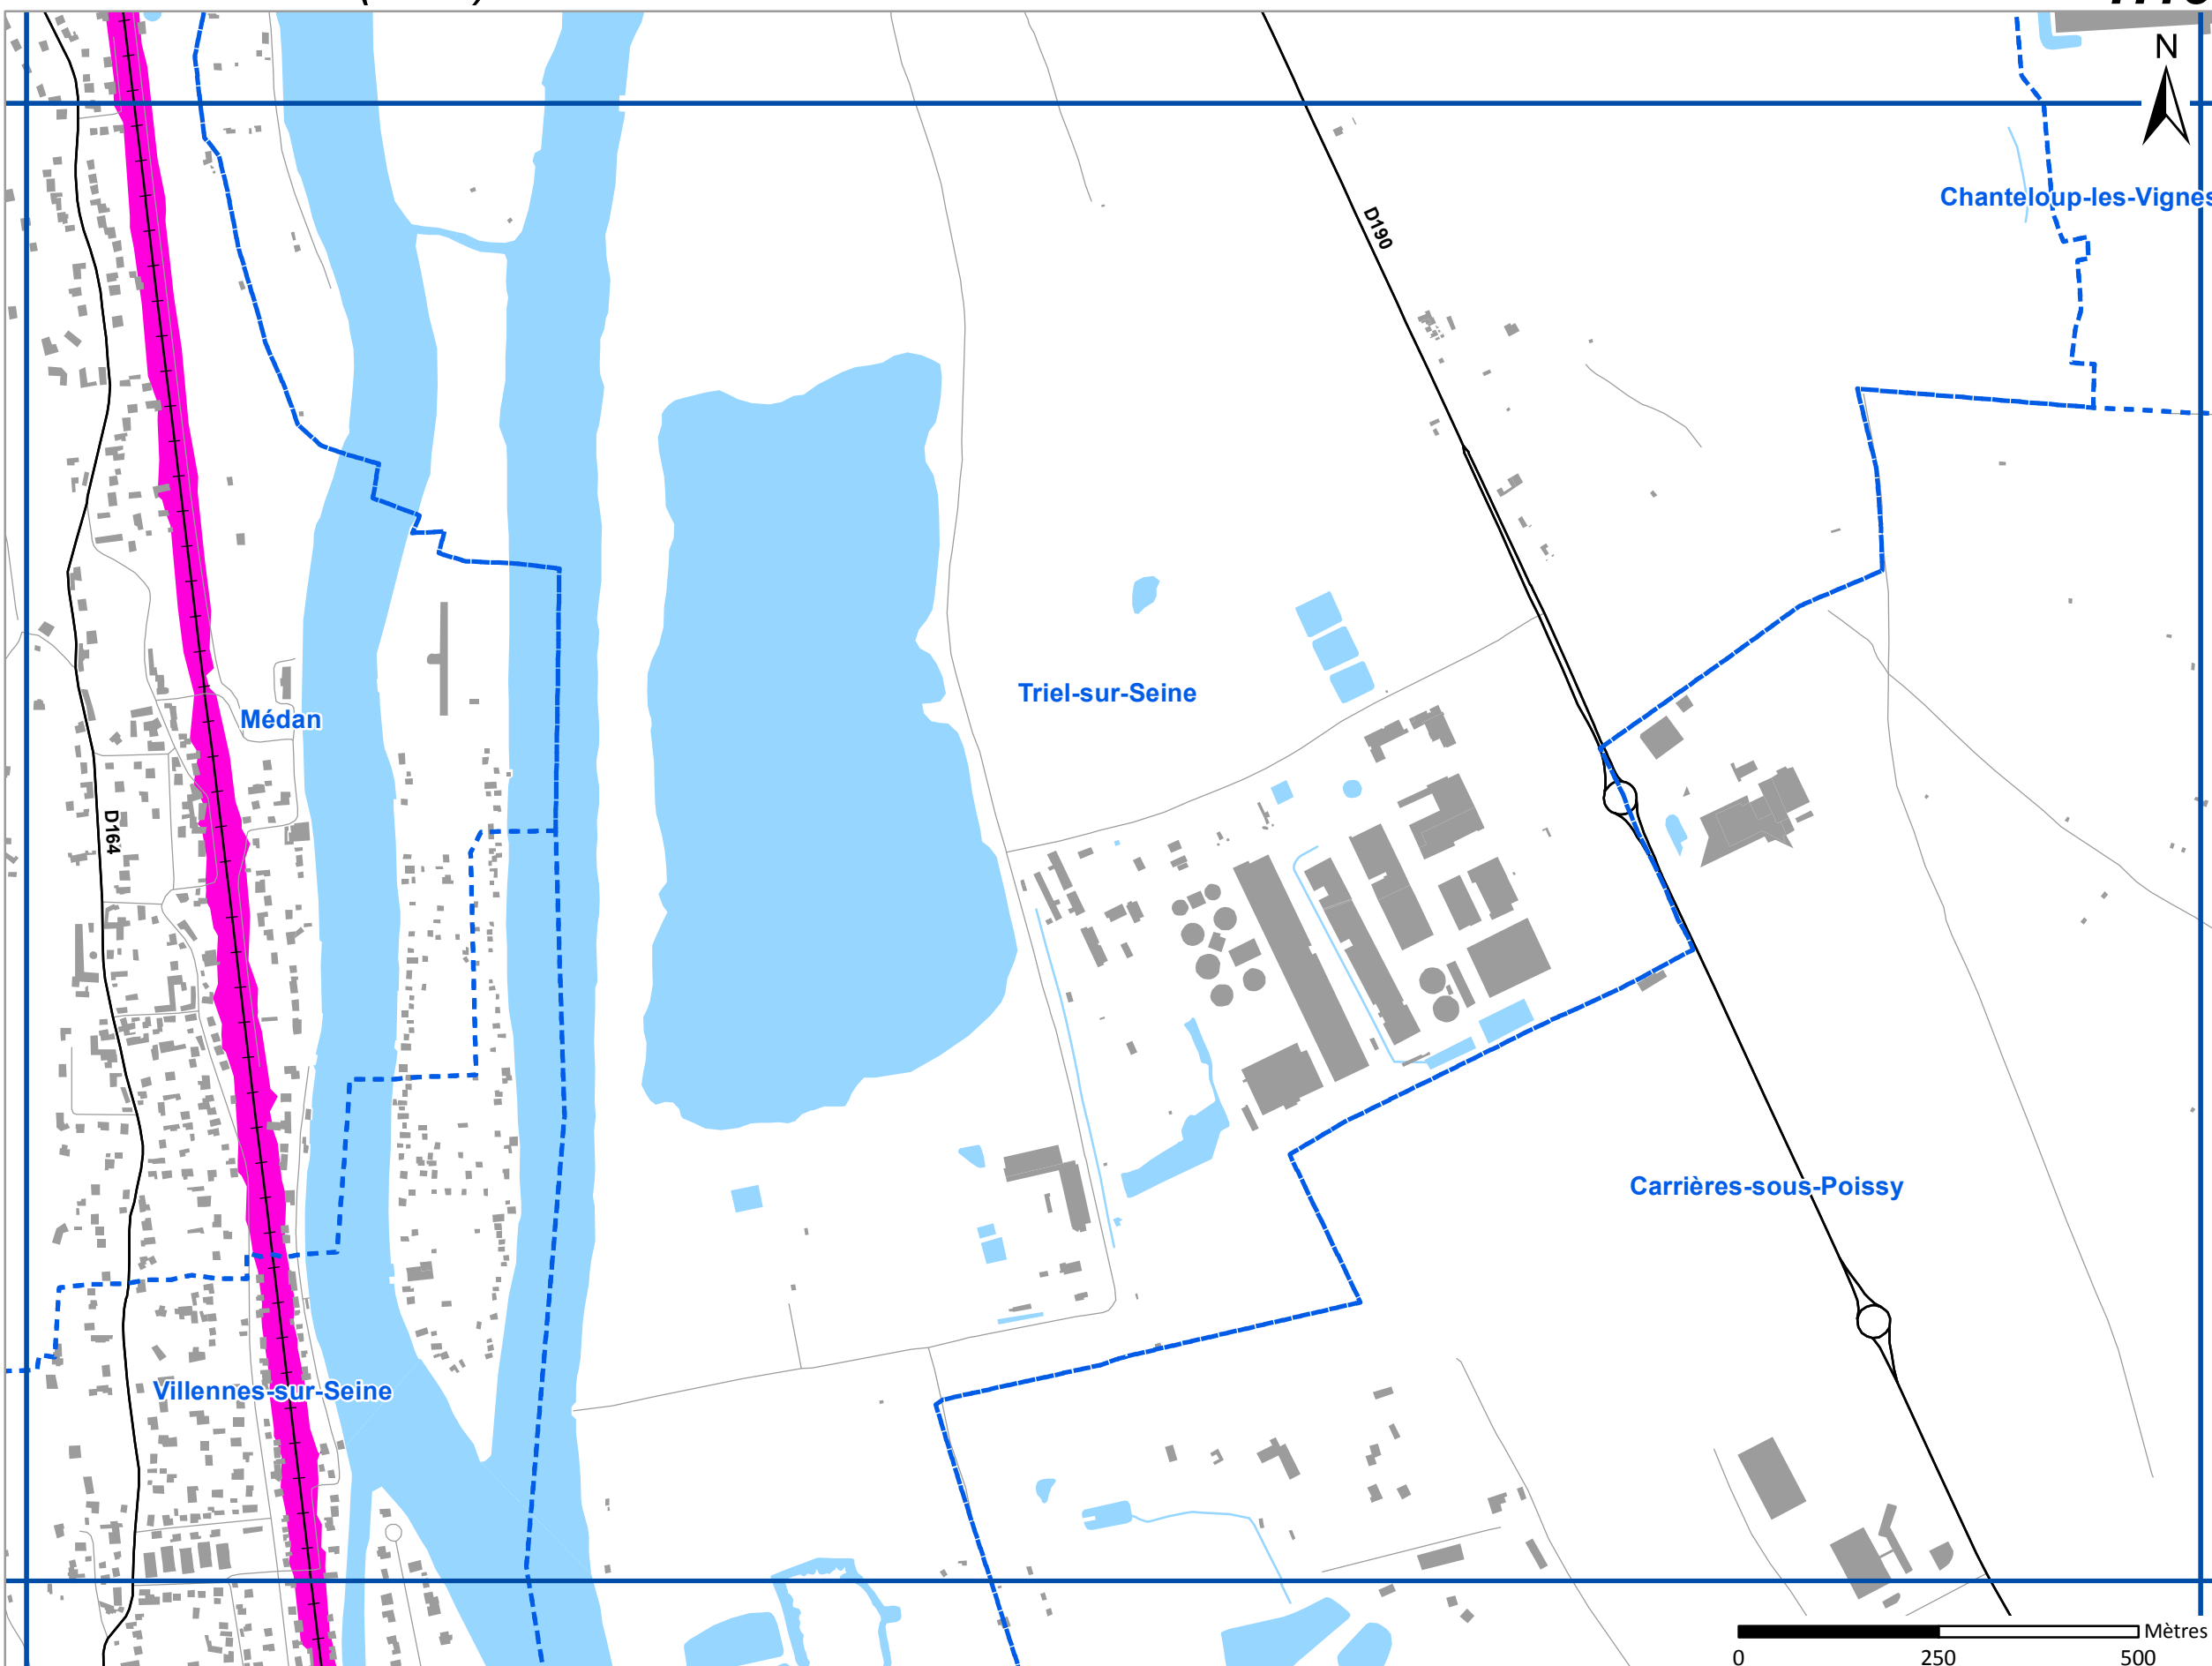 N
Chanteloup-les-Vignes
D190
Triel-sur-Seine
Médan
D164
Carrières-sous-Poissy
Villennes-sur-Seine
Mètres
0 250 500